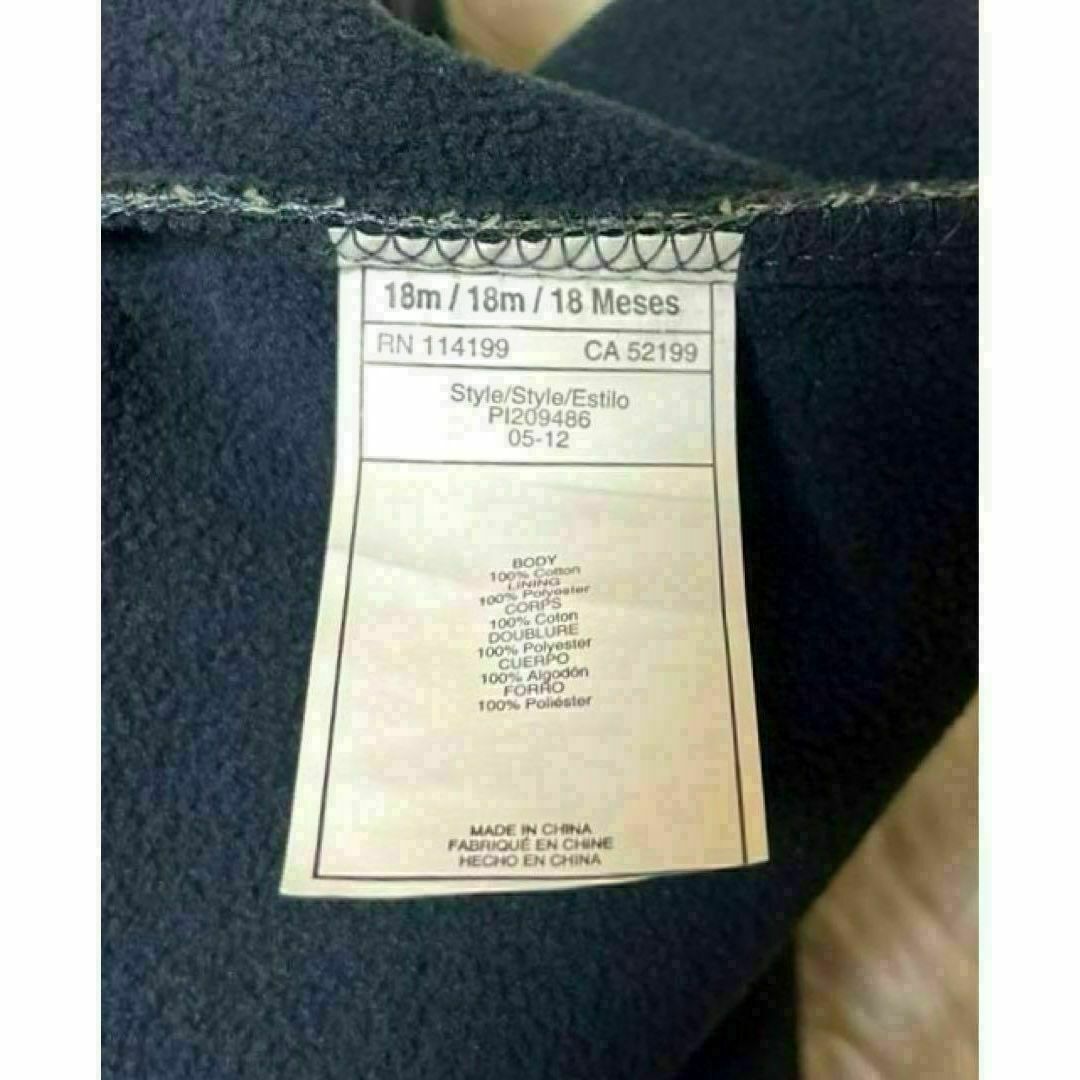 18m / 18m / 18 Meses
RN 114199 CA 52199
Style/Style/Estilo
PI209486
05-12
BODY
100% Cotton
LINING
100% Polyester
CORPS
100% Coton
DOUBLURE
100% Polyester
CUERPO
100% Algodón
FORRO
100% Poliéster
MADE IN CHINA
FABRIQUÉ EN CHINE
HECHO EN CHINA